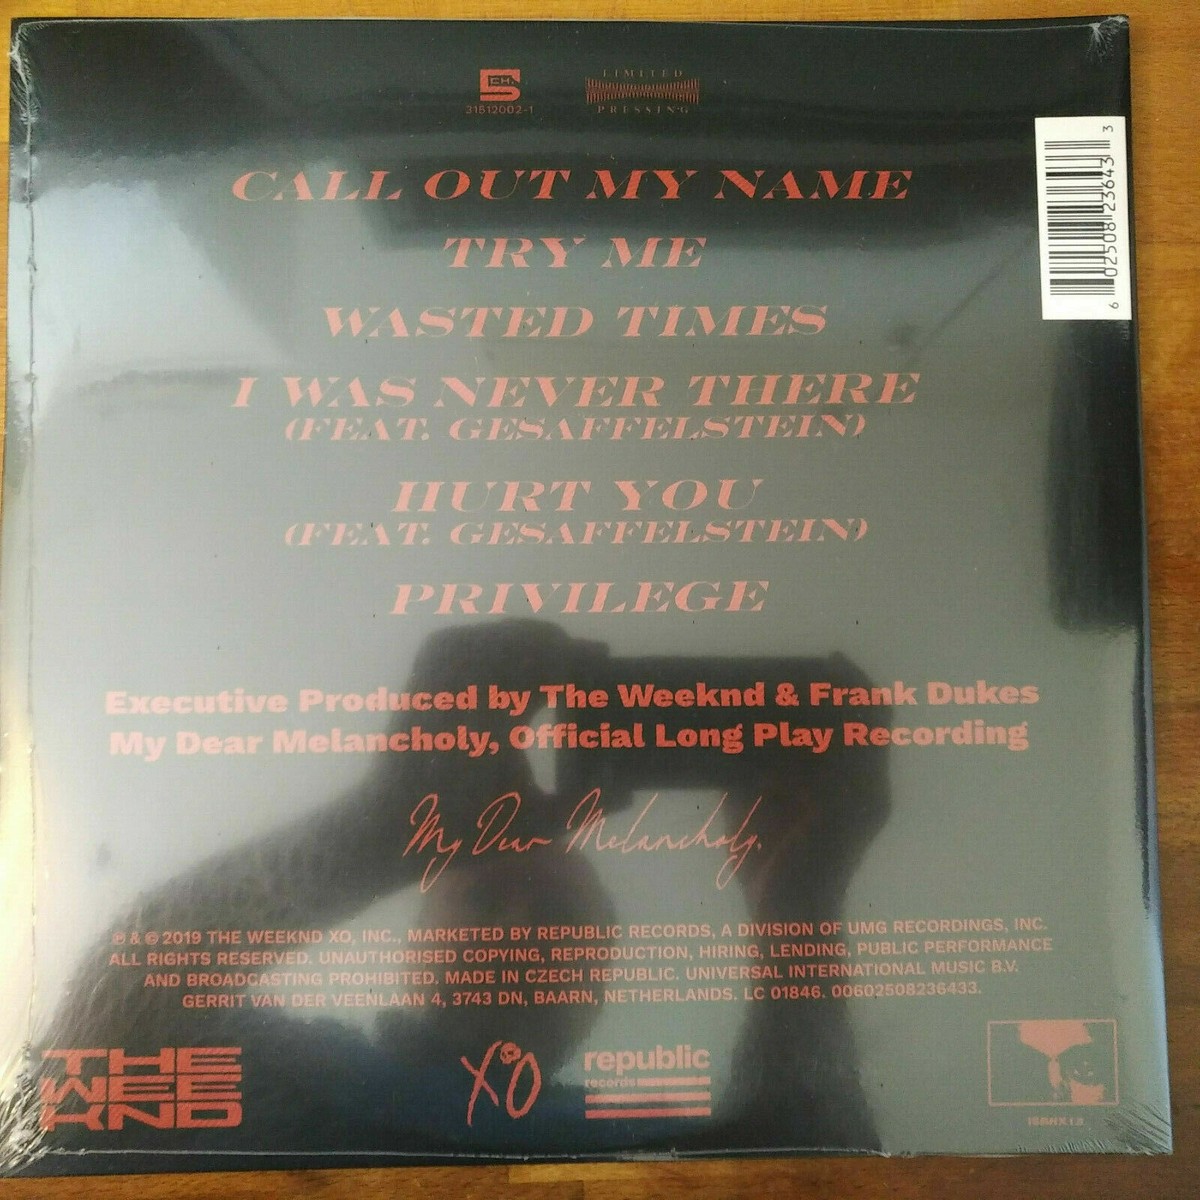 5 CH.
31512002-1
LIMITED
PRESSING
CALL OUT MY NAME
TRY ME
WASTED TIMES
I WAS NEVER THERE
(FEAT. GESAFFELSTEIN)
HURT YOU
(FEAT. GESAFFELSTEIN)
PRIVILEGE
6 02508 23643 3
Executive Produced by The Weeknd & Frank Dukes
My Dear Melancholy, Official Long Play Recording
My Dear Melancholy,
℗ & © 2019 THE WEEKND XO, INC., MARKETED BY REPUBLIC RECORDS, A DIVISION OF UMG RECORDINGS, INC.
ALL RIGHTS RESERVED. UNAUTHORISED COPYING, REPRODUCTION, HIRING, LENDING, PUBLIC PERFORMANCE
AND BROADCASTING PROHIBITED. MADE IN CZECH REPUBLIC. UNIVERSAL INTERNATIONAL MUSIC B.V.
GERRIT VAN DER VEENLAAN 4, 3743 DN, BAARN, NETHERLANDS. LC 01846. 00602508236433.
THE
WEE
KND
XO
republic
records